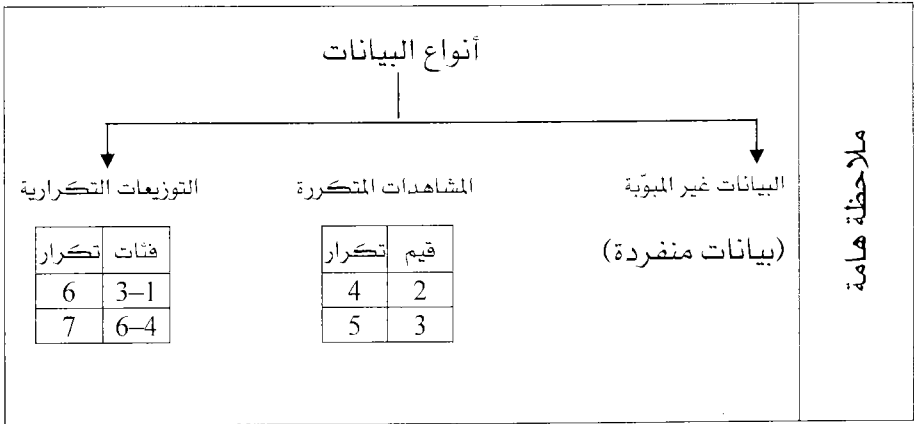 ملاحظة هامة
أنواع البيانات
البيانات غير المبوّبة
(بيانات منفردة)
المشاهدات المتكررة
قيم تكرار
2 4
3 5
التوزيعات التكرارية
فئات تكرار
3–1 6
6–4 7